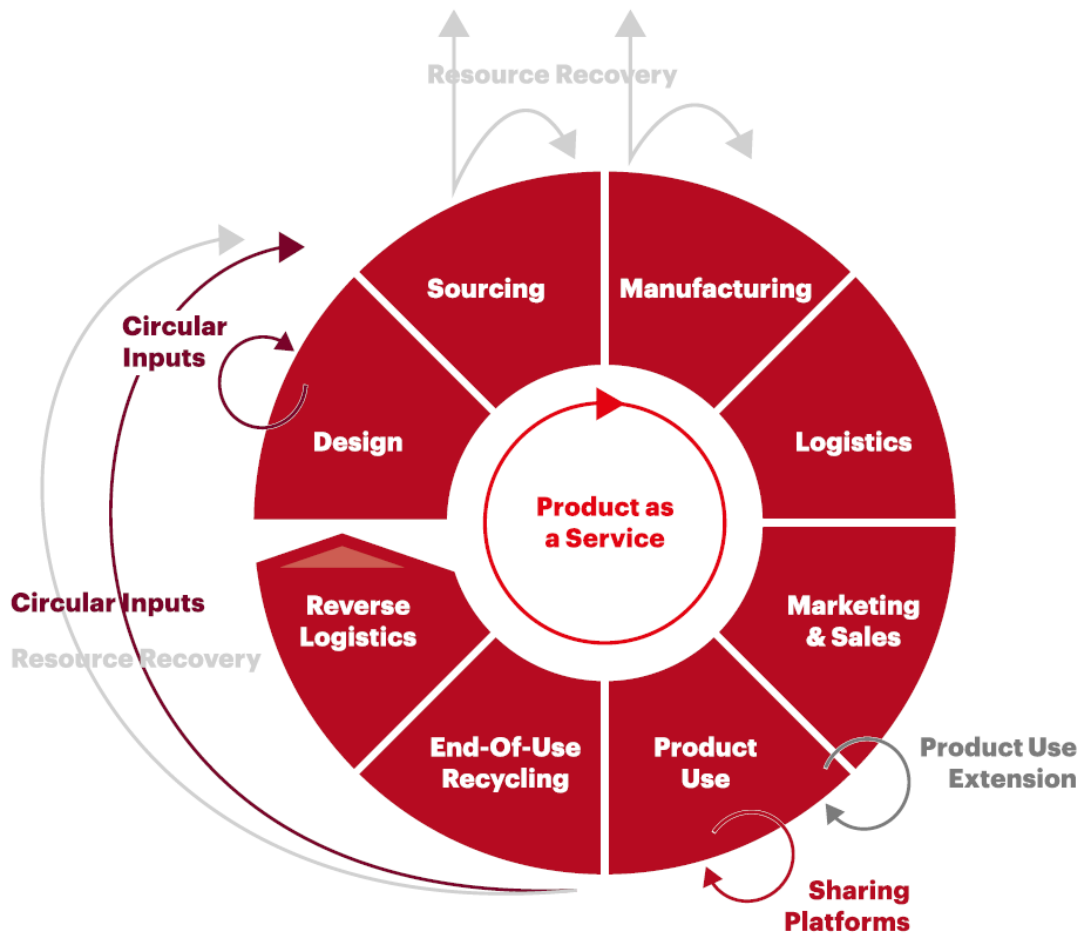 Resource Recovery
Sourcing
Manufacturing
Circular
Inputs
Design
Logistics
Product as
a Service
Circular Inputs
Resource Recovery
Reverse
Logistics
Marketing
& Sales
End-Of-Use
Recycling
Product
Use
Product Use
Extension
Sharing
Platforms